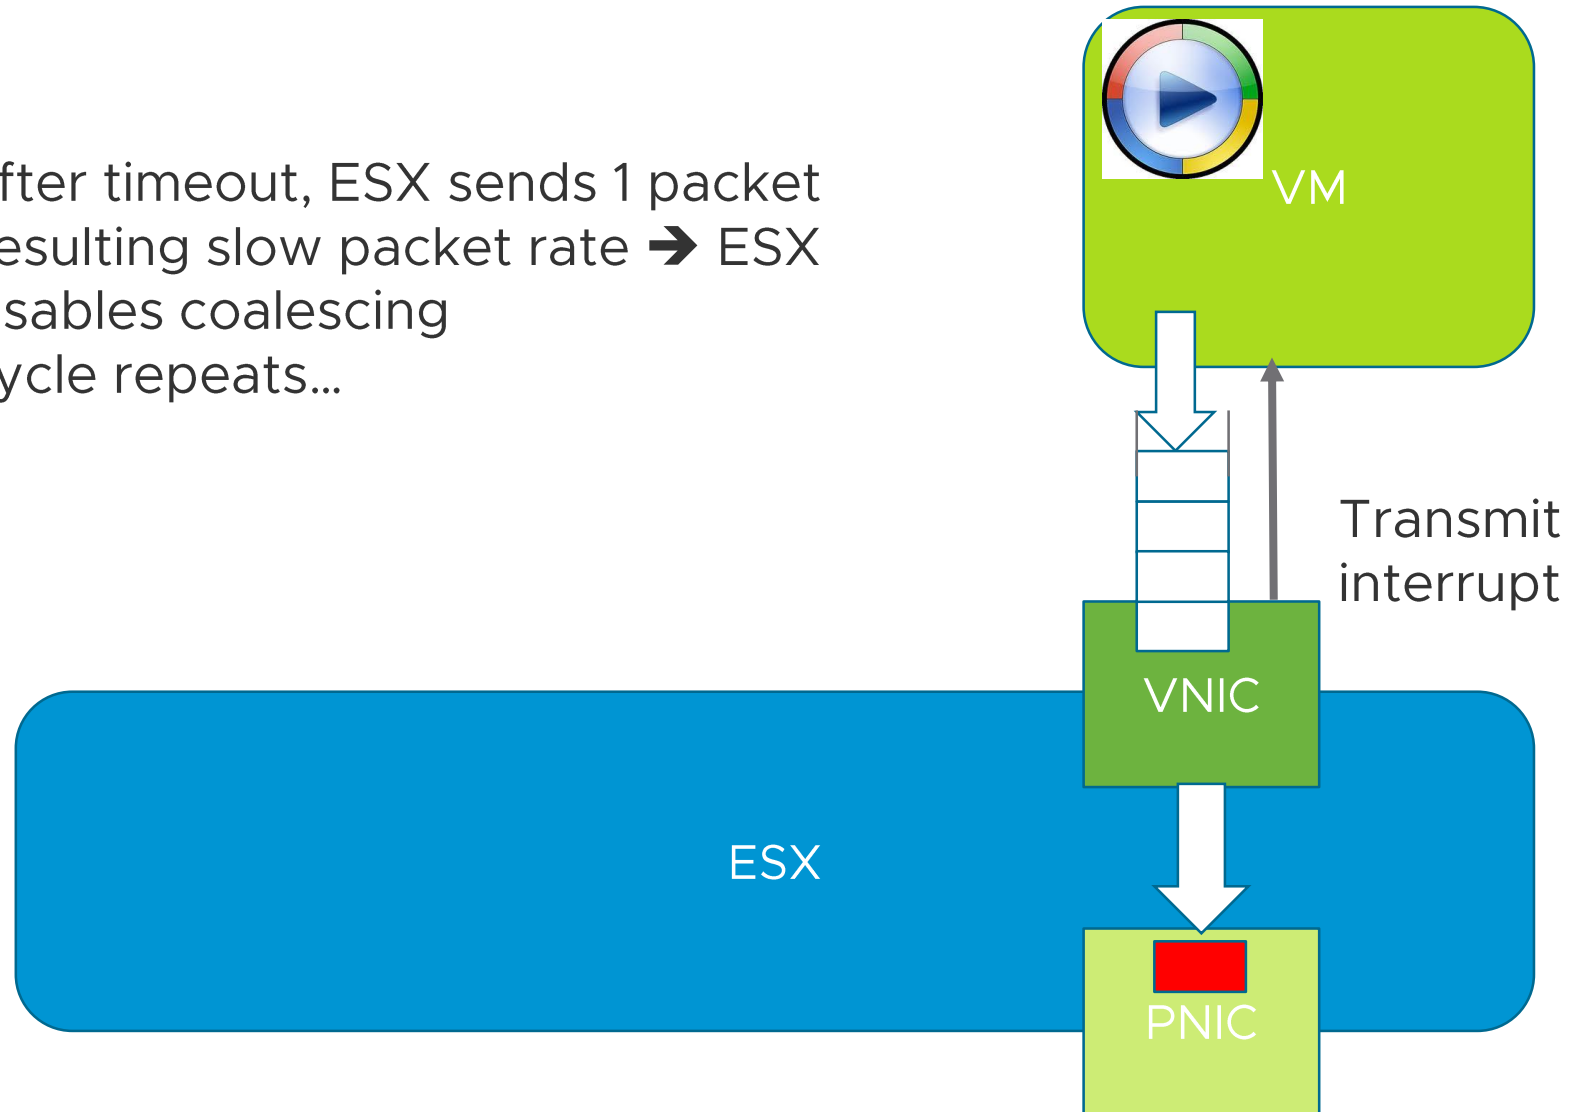 fter timeout, ESX sends 1 packet
esulting slow packet rate ➔ ESX
sables coalescing
ycle repeats...
VM
Transmit
interrupt
VNIC
ESX
PNIC